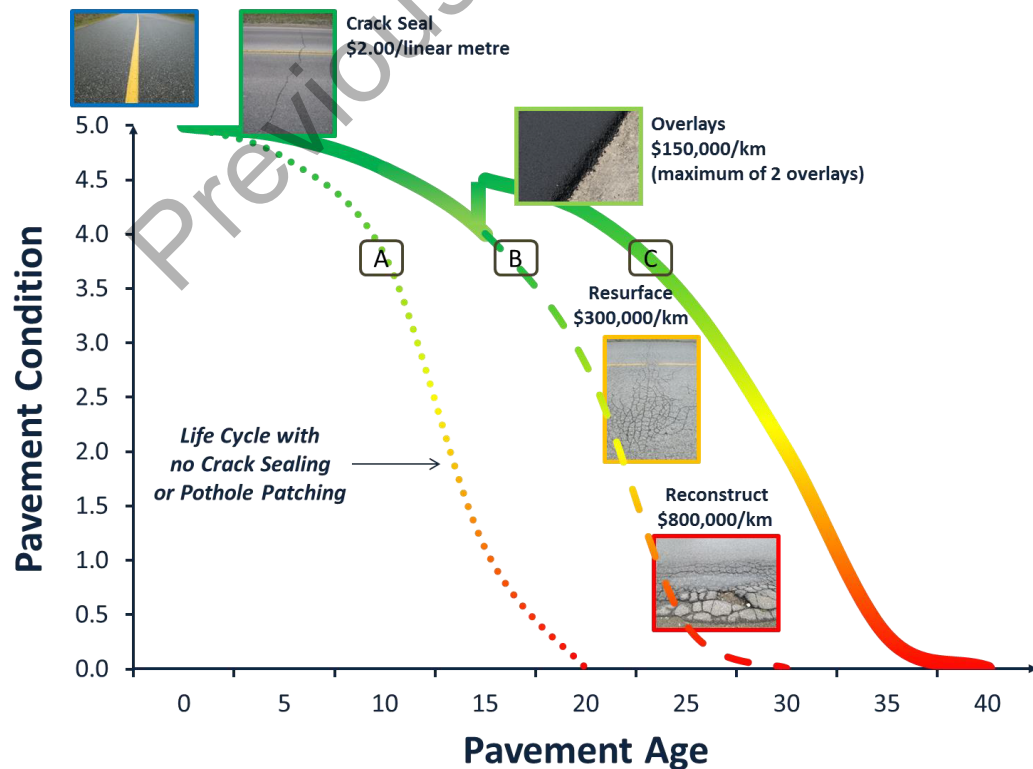 Previous
Crack Seal
$2.00/linear metre
Overlays
$150,000/km
(maximum of 2 overlays)
Pavement Condition
5.0
4.5
4.0
3.5
3.0
2.5
2.0
1.5
1.0
0.5
0.0
A
B
C
Resurface
$300,000/km
Life Cycle with
no Crack Sealing
or Pothole Patching
Reconstruct
$800,000/km
0 5 10 15 20 25 30 35 40
Pavement Age